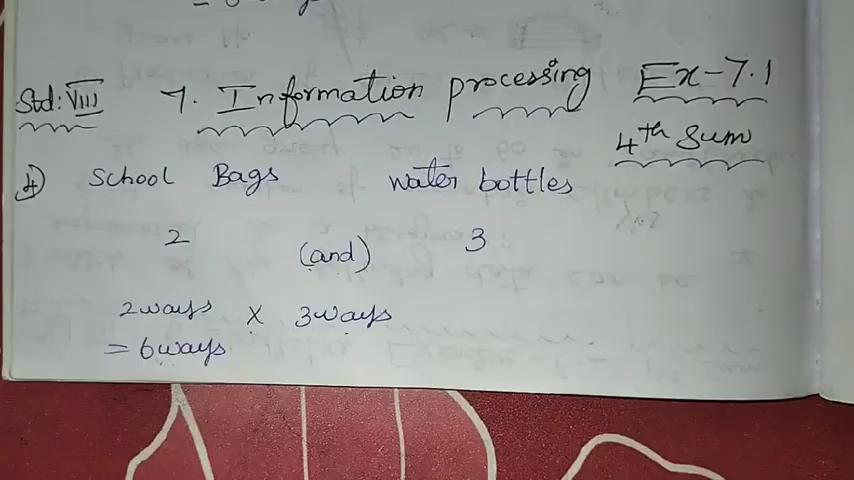 Std: VIII 7. Information processing Ex-7.1
4th Sum
4) School Bags water bottles
2 (and) 3
2ways x 3ways
= 6ways